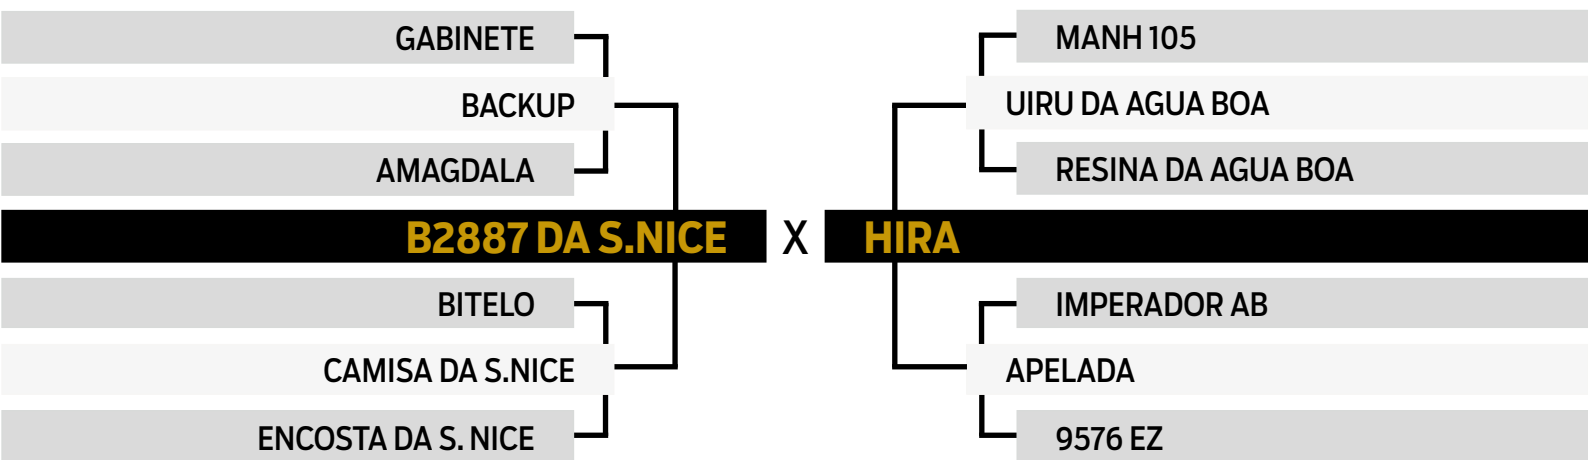 GABINETE
BACKUP
AMAGDALA
B2887 DA S.NICE
BITELO
CAMISA DA S.NICE
ENCOSTA DA S. NICE
X
MANH 105
UIRU DA AGUA BOA
RESINA DA AGUA BOA
HIRA
IMPERADOR AB
APELADA
9576 EZ